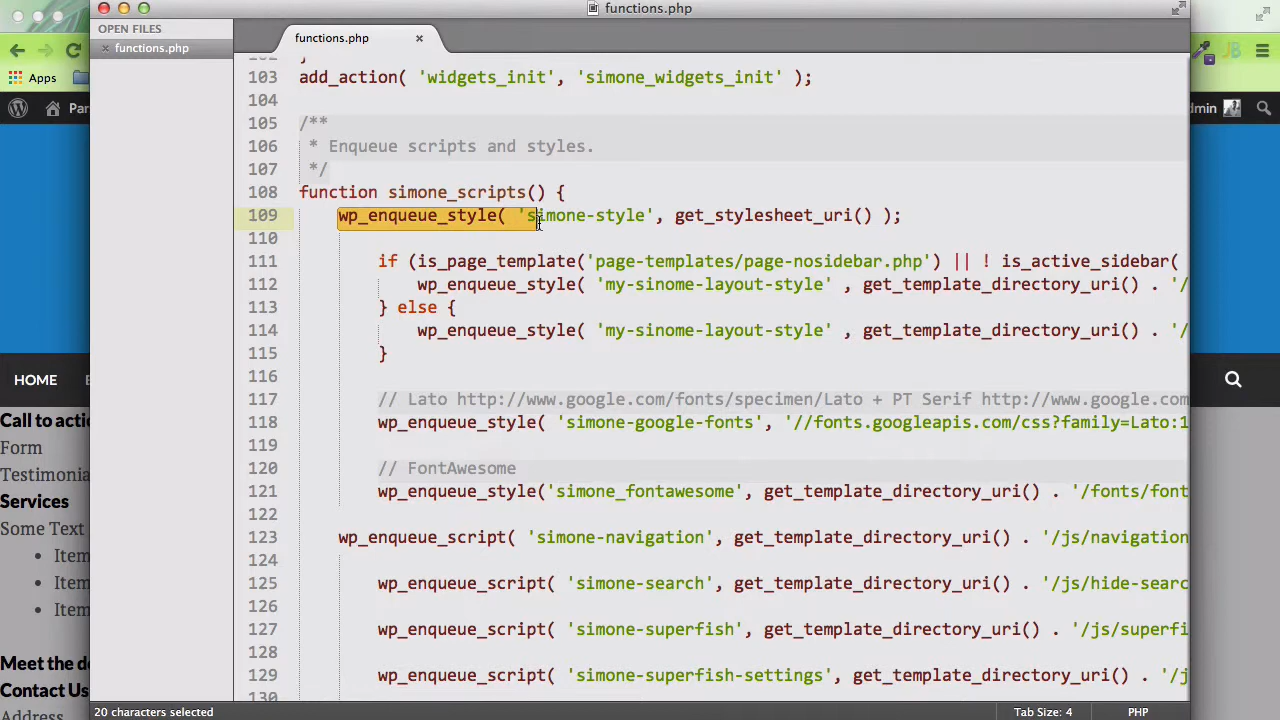 functions.php
OPEN FILES
functions.php
functions.php
Apps
103 add_action( 'widgets_init', 'simone_widgets_init' );
104
105 /**
106 * Enqueue scripts and styles.
107 */
108 function simone_scripts() {
109 wp_enqueue_style( 'simone-style', get_stylesheet_uri() );
110
111 if (is_page_template('page-templates/page-nosidebar.php') || ! is_active_sidebar(
112 wp_enqueue_style( 'my-sinome-layout-style' , get_template_directory_uri() . '/
113 } else {
114 wp_enqueue_style( 'my-sinome-layout-style' , get_template_directory_uri() . '/
115 }
116
117 // Lato http://www.google.com/fonts/specimen/Lato + PT Serif http://www.google.com
118 wp_enqueue_style( 'simone-google-fonts', '//fonts.googleapis.com/css?family=Lato:1
119
120 // FontAwesome
121 wp_enqueue_style('simone_fontawesome', get_template_directory_uri() . '/fonts/font
122
123 wp_enqueue_script( 'simone-navigation', get_template_directory_uri() . '/js/navigation
124
125 wp_enqueue_script( 'simone-search', get_template_directory_uri() . '/js/hide-searc
126
127 wp_enqueue_script( 'simone-superfish', get_template_directory_uri() . '/js/superfi
128
129 wp_enqueue_script( 'simone-superfish-settings', get_template_directory_uri() . '/j
130
Par
dmin
JB
HOME
Call to actio
Form
Testimonia
Services
Some Text
• Item
• Item
• Item
Meet the de
Contact Us
Address
20 characters selected
Tab Size: 4
PHP